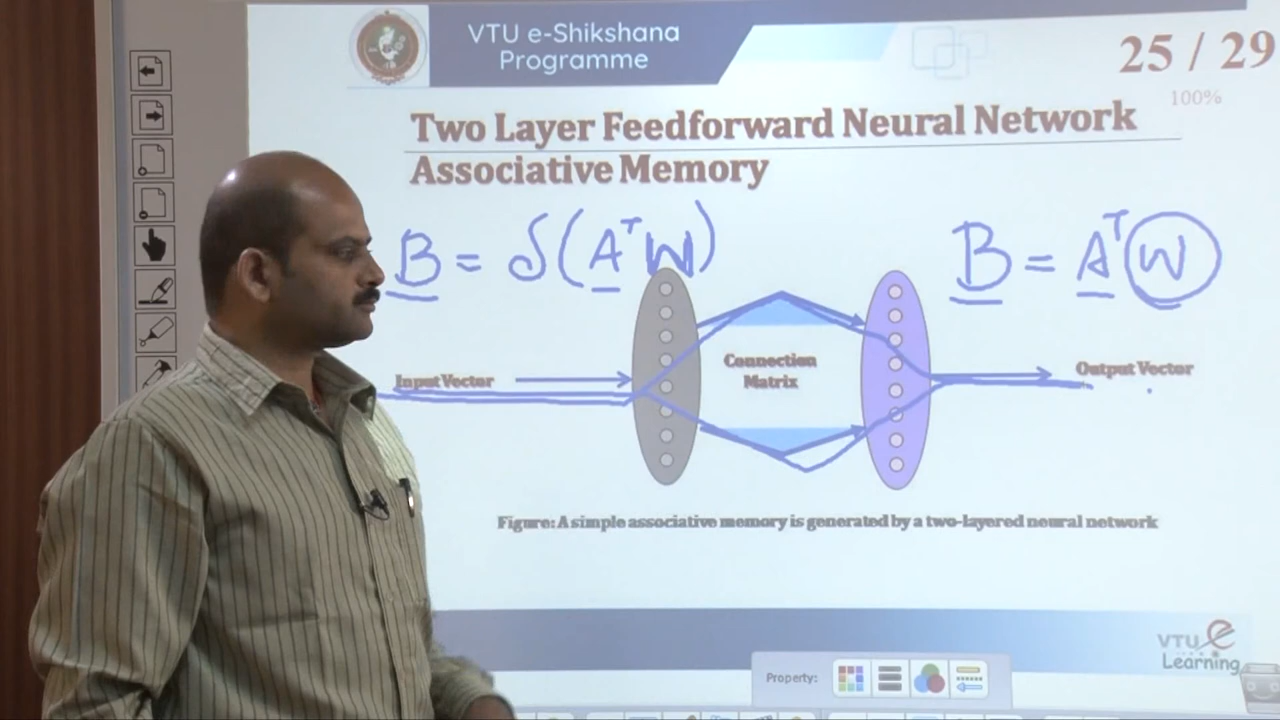 VTU e-Shikshana
Programme
25 / 29
100%
Two Layer Feedforward Neural Network
Associative Memory
B = δ(AᵀW)
B = AᵀW
Input Vector
Connection
Matrix
Output Vector
Figure: A simple associative memory is generated by a two-layered neural network
VTU e
Learning
Property: